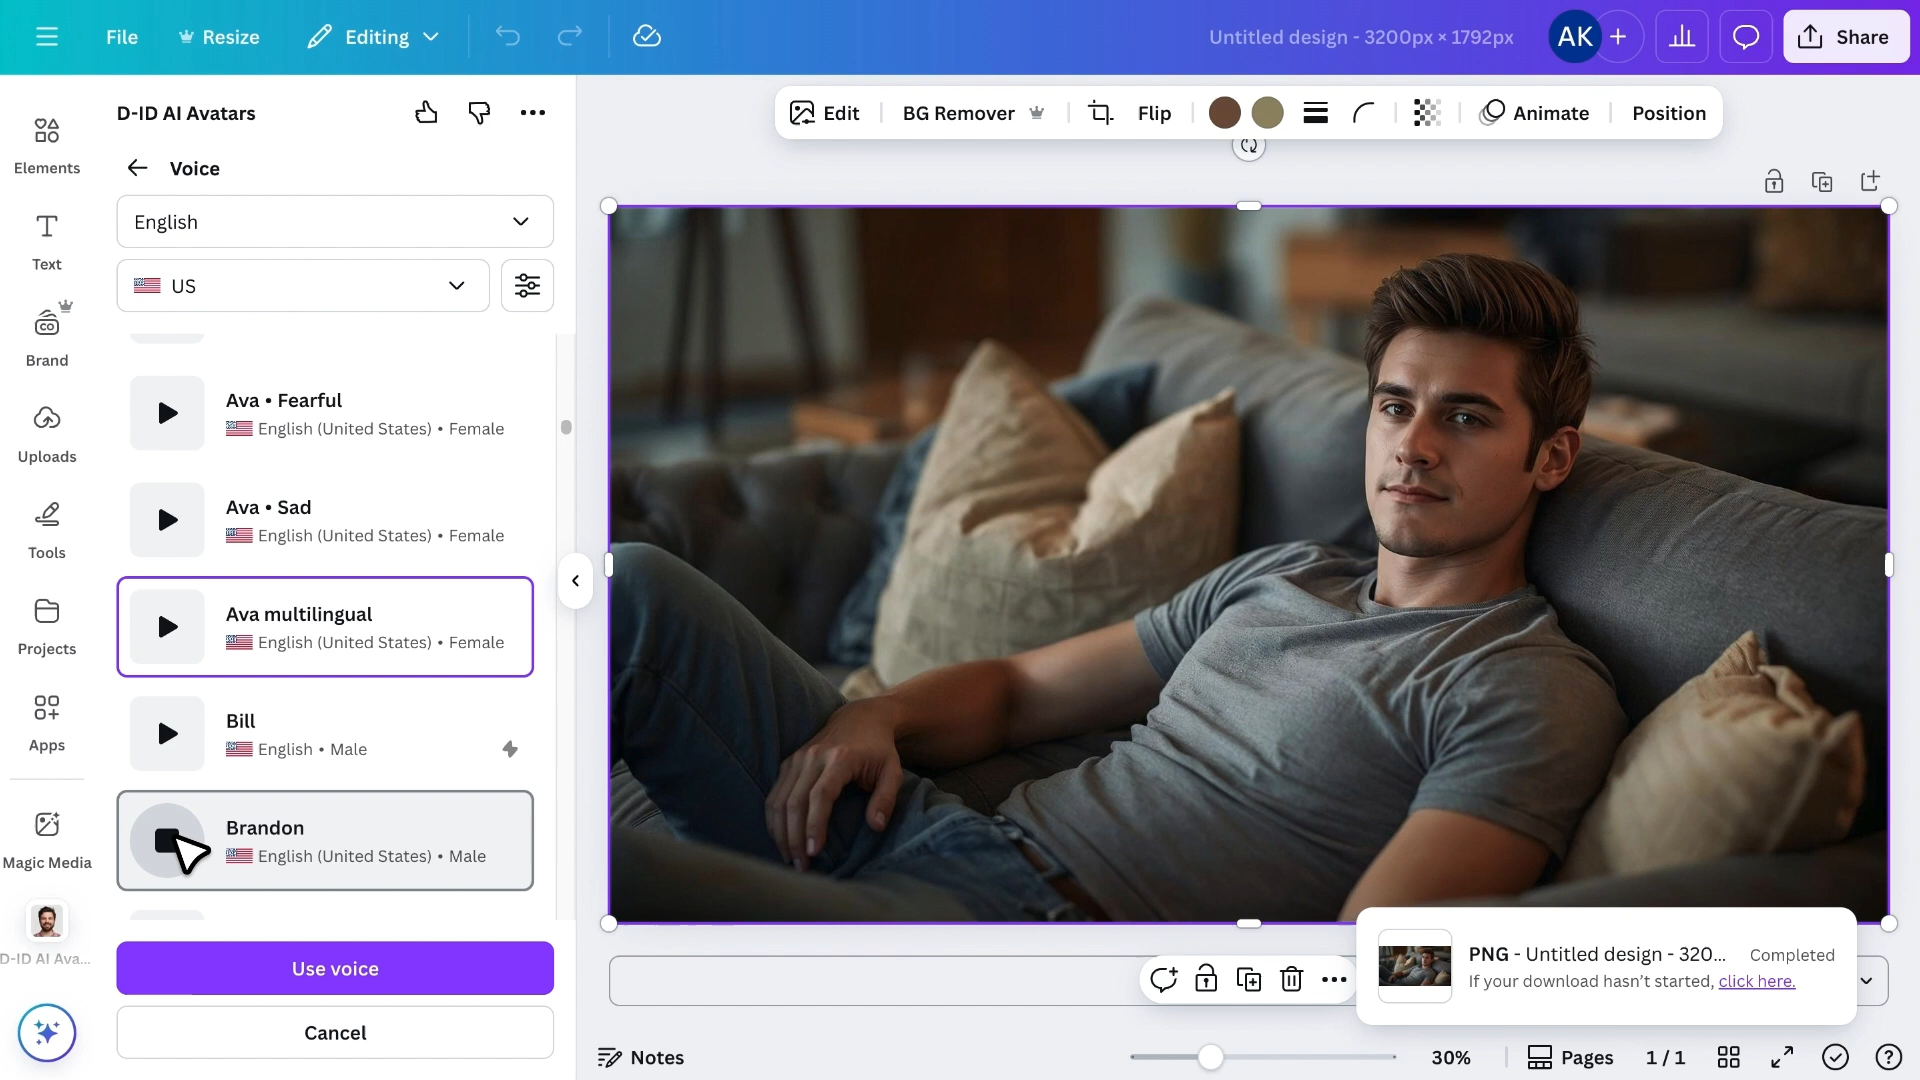 File
Resize
Editing
Untitled design - 3200px × 1792px
AK
Share
Elements
Text
Brand
CO
Uploads
Tools
Projects
Apps
Magic Media
D-ID AI Ava...
D-ID AI Avatars
Voice
English
US
Ava • Fearful
English (United States) • Female
Ava • Sad
English (United States) • Female
Ava multilingual
English (United States) • Female
Bill
English • Male
Brandon
English (United States) • Male
Use voice
Cancel
Edit
BG Remover
Flip
Animate
Position
PNG - Untitled design - 320... Completed
If your download hasn't started, click here.
Notes
30%
Pages
1 / 1